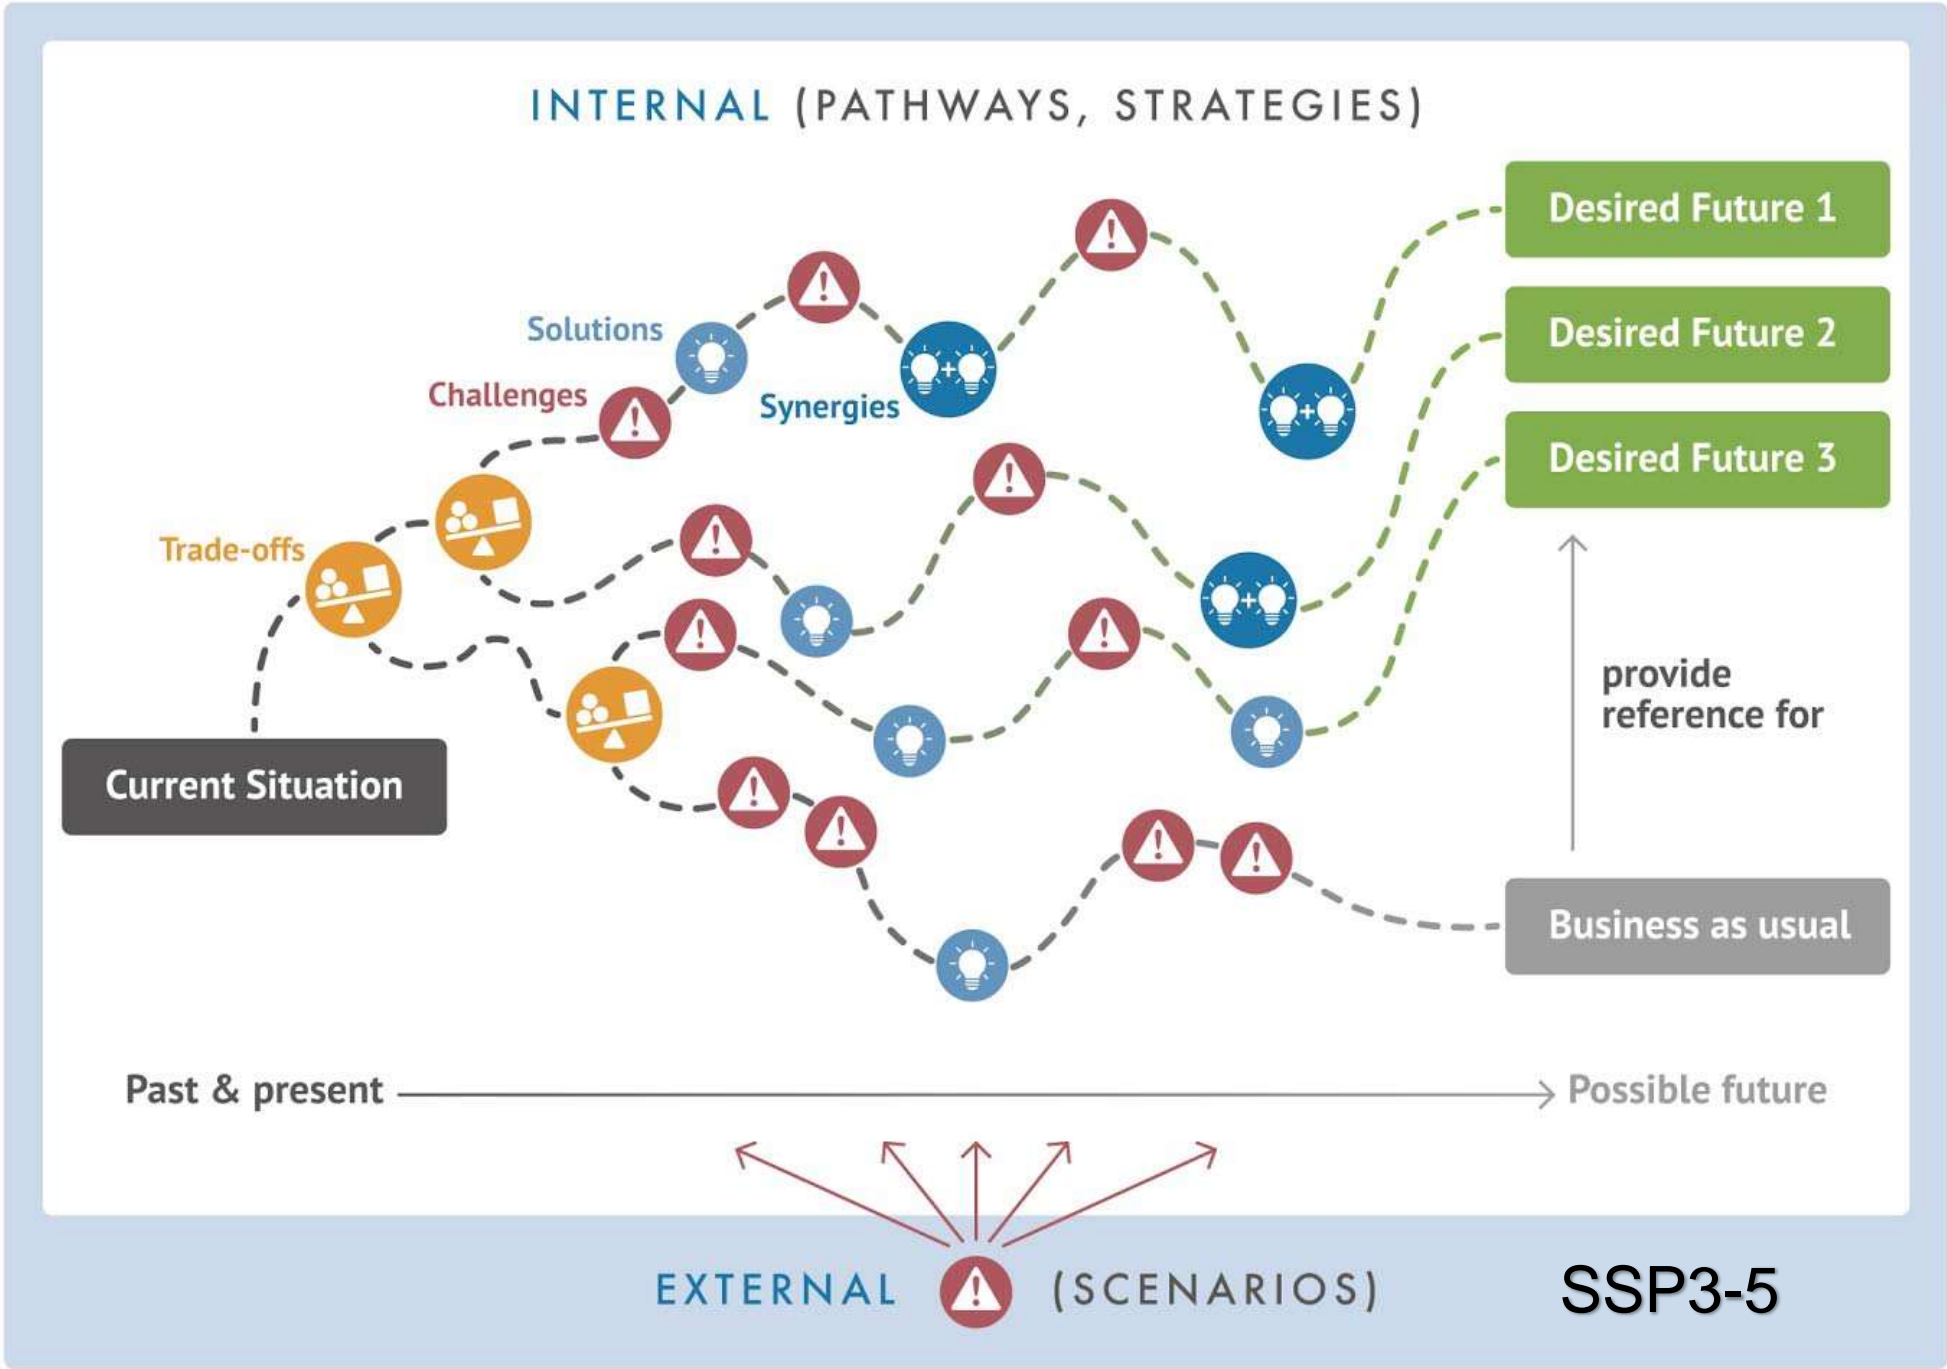 INTERNAL (PATHWAYS, STRATEGIES)
Desired Future 1
Solutions
Desired Future 2
Challenges
Synergies
Desired Future 3
Trade-offs
provide
reference for
Current Situation
Business as usual
Past & present
Possible future
EXTERNAL (SCENARIOS)
SSP3-5